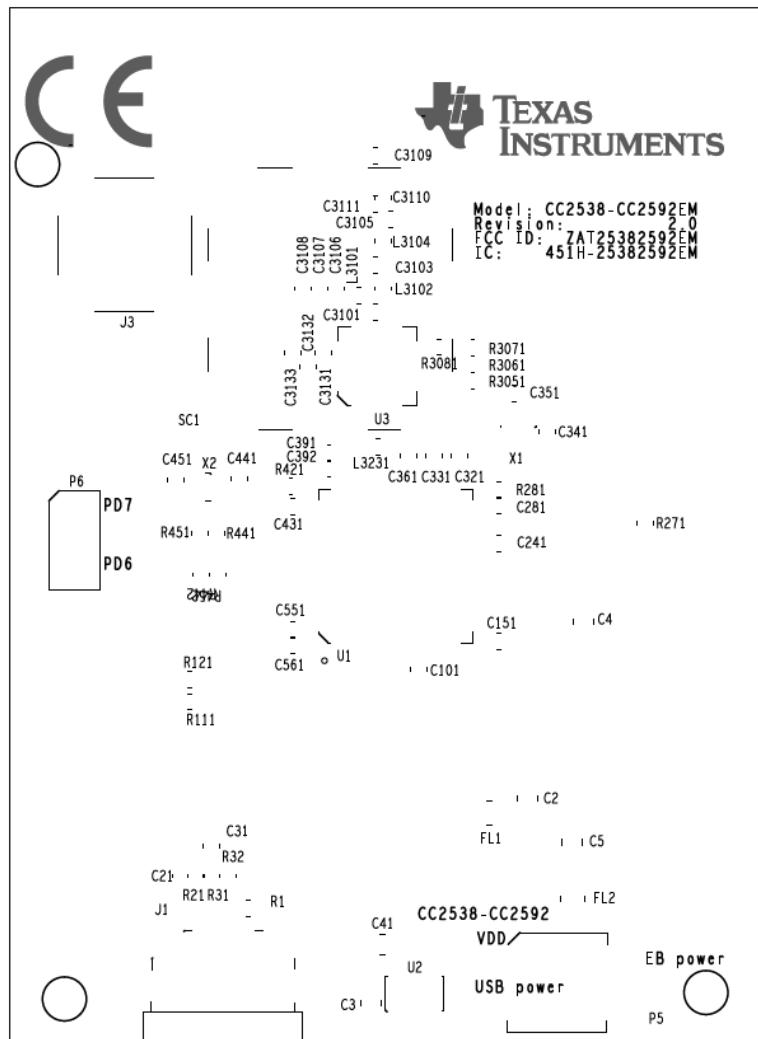 CE
TEXAS
INSTRUMENTS
C3109
C3110
C3111
C3105
Model: CC2538-CC2592EM
Revision: 2.0
FCC ID: ZAT25382592EM
IC: 451H-25382592EM
L3104
C3108
C3107
C3106
L3101
C3103
L3102
C3101
J3
C3132
R3081
R3071
R3061
R3051
C3133
C3131
C351
SC1
U3
C341
C391
C392
C451
X2
C441
R421
L3231
C361
C331
C321
X1
P6
PD7
R281
C281
C431
R271
R451
R441
C241
PD6
C551
C151
C4
R121
C561
U1
C101
R111
C2
FL1
C5
C31
R32
C21
R21
R31
R1
FL2
J1
CC2538-CC2592
C41
VDD
EB power
U2
USB power
C3
P5